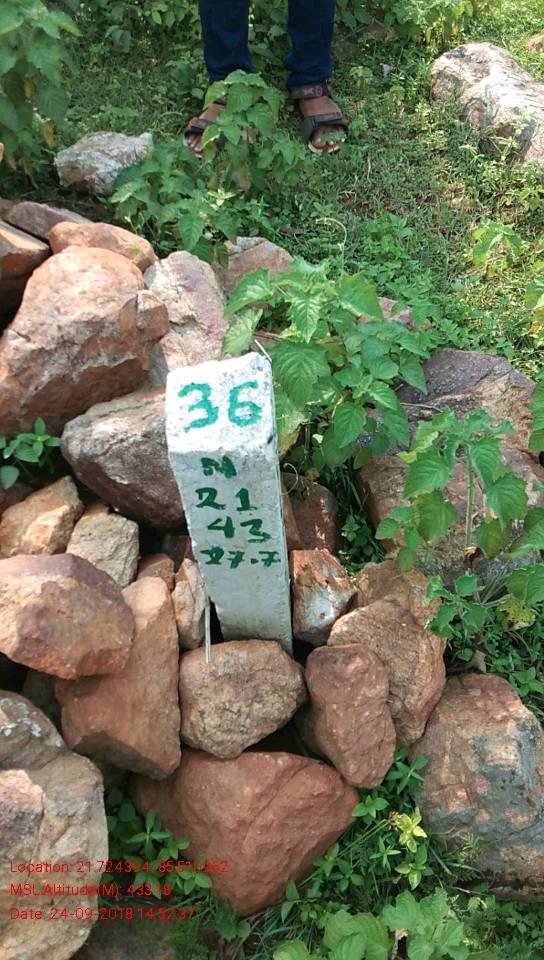 36
N
21
43
27.7
Location: 21.724394 85.510962
MSL Altitude(M): 433.18
Date: 24-09-2018 14:52:37